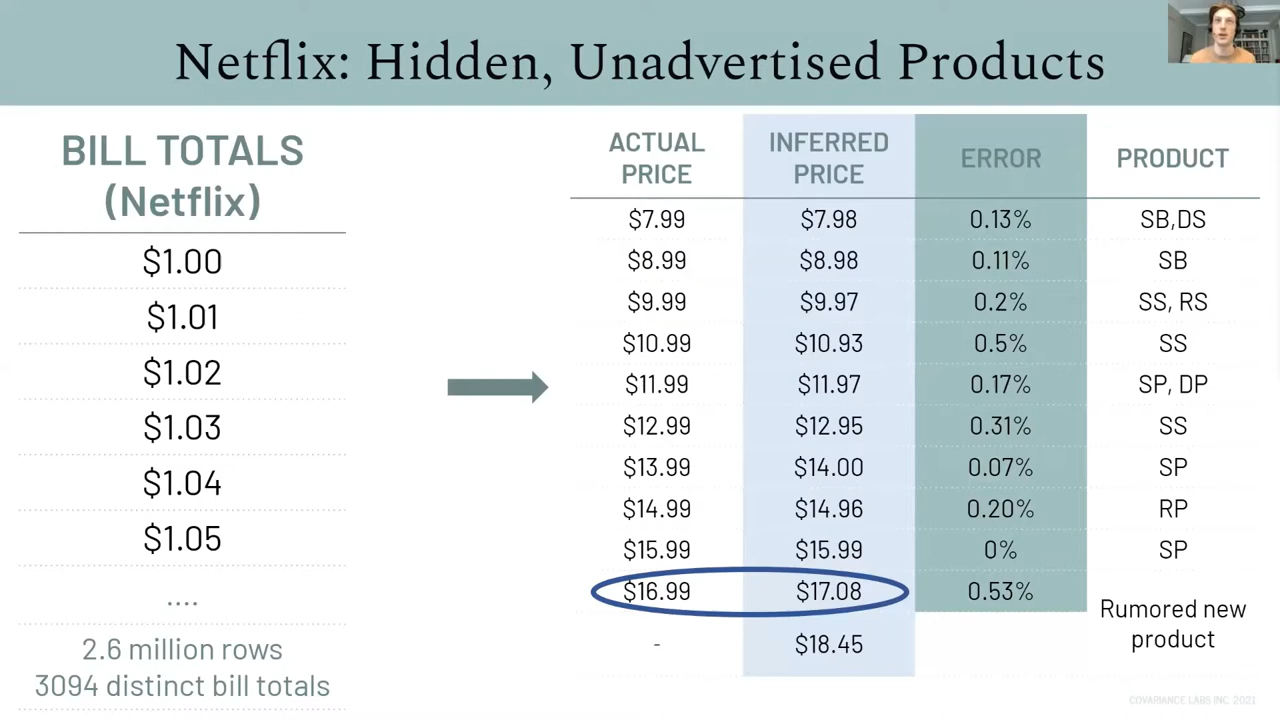 Netflix: Hidden, Unadvertised Products
BILL TOTALS
(Netflix)
$1.00
$1.01
$1.02
$1.03
$1.04
$1.05
....
2.6 million rows
3094 distinct bill totals
ACTUAL PRICE INFERRED PRICE ERROR PRODUCT
$7.99 $7.98 0.13% SB,DS
$8.99 $8.98 0.11% SB
$9.99 $9.97 0.2% SS, RS
$10.99 $10.93 0.5% SS
$11.99 $11.97 0.17% SP, DP
$12.99 $12.95 0.31% SS
$13.99 $14.00 0.07% SP
$14.99 $14.96 0.20% RP
$15.99 $15.99 0% SP
$16.99 $17.08 0.53%
- $18.45
Rumored new
product
COVARIANCE LABS INC. 2021